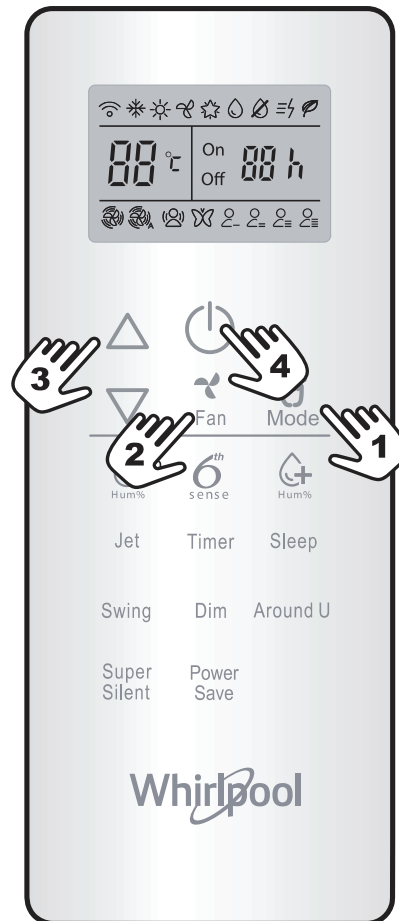 88 °c On Off 88 h
A
3
4
2
1
Fan Mode
Hum% 6th sense Hum%
Jet Timer Sleep
Swing Dim Around U
Super Silent Power Save
Whirlpool